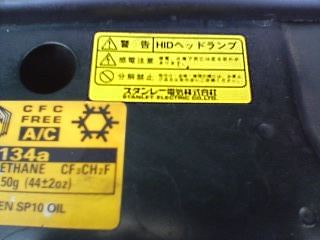 警告 HIDヘッドランプ
感電注意
分解禁止
スタンレー電気株式会社
STANLEY ELECTRIC CO.,LTD.
CFC
FREE
A/C
134a
ETHANE CF₃CH₂F
50g (44±2oz)
EN SP10 OIL